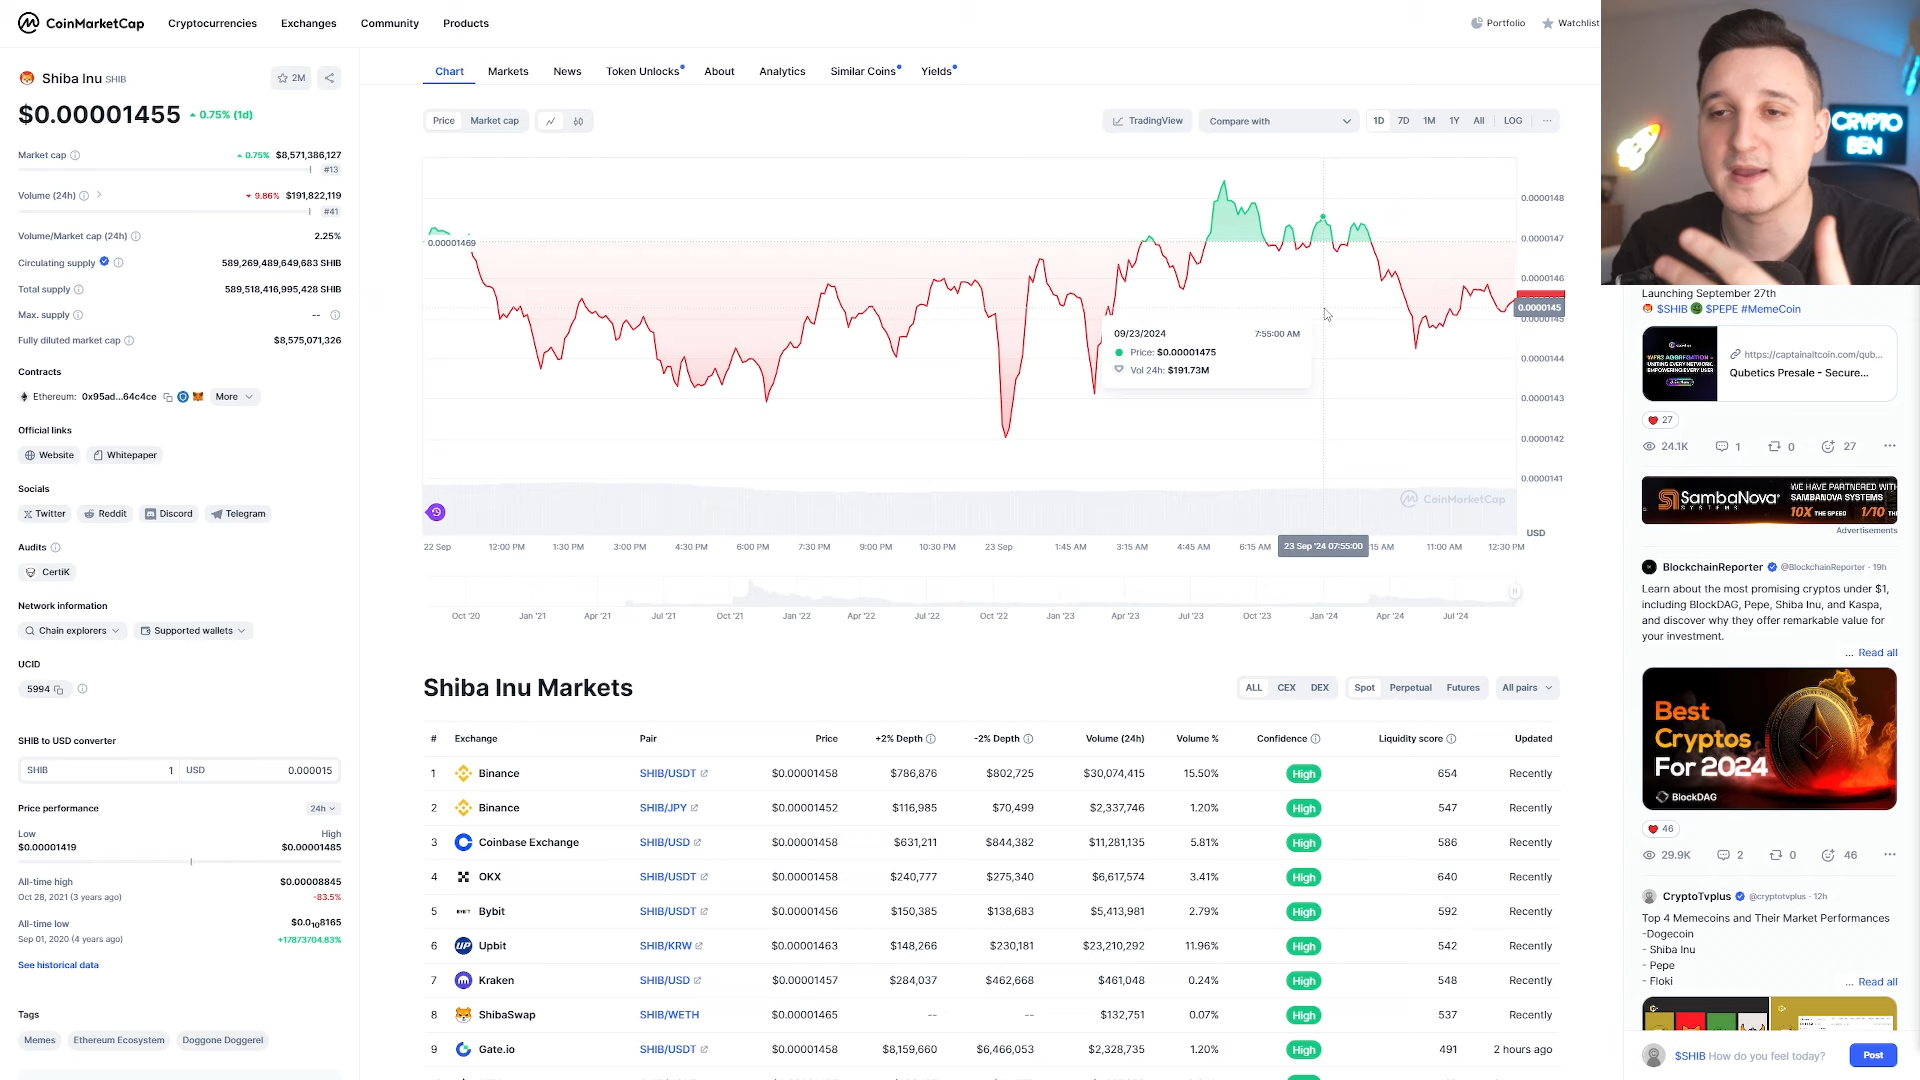 CoinMarketCap
Cryptocurrencies
Exchanges
Community
Products
Portfolio
Watchlist
Shiba Inu SHIB
2M
$0.00001455
0.75% (1d)
Market cap
0.75% $8,571,386,127
#13
Volume (24h)
9.86% $191,822,119
#41
Volume/Market cap (24h)
2.25%
Circulating supply
589,269,489,649,683 SHIB
Total supply
589,518,416,995,428 SHIB
Max. supply
--
Fully diluted market cap
$8,575,071,326
Contracts
Ethereum: 0x95ad...64c4ce
More
Official links
Website
Whitepaper
Socials
Twitter
Reddit
Discord
Telegram
Audits
CertiK
Network information
Chain explorers
Supported wallets
UCID
5994
SHIB to USD converter
SHIB 1
USD 0.000015
Price performance
24h
Low
High
$0.00001419
$0.00001485
All-time high
$0.00008845
Oct 28, 2021 (3 years ago)
-83.5%
All-time low
$0.0₁₀8165
Sep 01, 2020 (4 years ago)
+17873704.83%
See historical data
Tags
Memes
Ethereum Ecosystem
Doggone Doggerel
Chart
Markets
News
Token Unlocks
About
Analytics
Similar Coins
Yields
Price
Market cap
TradingView
Compare with
1D
7D
1M
1Y
All
LOG
...
0.00001469
0.0000148
0.0000147
0.0000146
0.0000145
0.0000145
0.0000144
0.0000143
0.0000142
0.0000141
09/23/2024 7:55:00 AM
Price: $0.00001475
Vol 24h: $191.73M
CoinMarketCap
USD
22 Sep
12:00 PM
1:30 PM
3:00 PM
4:30 PM
6:00 PM
7:30 PM
9:00 PM
10:30 PM
23 Sep
1:45 AM
3:15 AM
4:45 AM
6:15 AM
23 Sep '24 07:55:00
:15 AM
11:00 AM
12:30 PM
Oct '20
Jan '21
Apr '21
Jul '21
Oct '21
Jan '22
Apr '22
Jul '22
Oct '22
Jan '23
Apr '23
Jul '23
Oct '23
Jan '24
Apr '24
Jul '24
Shiba Inu Markets
ALL
CEX
DEX
Spot
Perpetual
Futures
All pairs
# Exchange Pair Price +2% Depth -2% Depth Volume (24h) Volume % Confidence Liquidity score Updated
1 Binance SHIB/USDT $0.00001458 $786,876 $802,725 $30,074,415 15.50% High 654 Recently
2 Binance SHIB/JPY $0.00001452 $116,985 $70,499 $2,337,746 1.20% High 547 Recently
3 Coinbase Exchange SHIB/USD $0.00001458 $631,211 $844,382 $11,281,135 5.81% High 586 Recently
4 OKX SHIB/USDT $0.00001458 $240,777 $275,340 $6,617,574 3.41% High 640 Recently
5 Bybit SHIB/USDT $0.00001456 $150,385 $138,683 $5,413,981 2.79% High 592 Recently
6 Upbit SHIB/KRW $0.00001463 $148,266 $230,181 $23,210,292 11.96% High 542 Recently
7 Kraken SHIB/USD $0.00001457 $284,037 $462,668 $461,048 0.24% High 548 Recently
8 ShibaSwap SHIB/WETH $0.00001465 -- -- $132,751 0.07% High 537 Recently
9 Gate.io SHIB/USDT $0.00001458 $8,159,660 $6,466,053 $2,328,735 1.20% High 491 2 hours ago
CRYPTO
BEN
Launching September 27th
$SHIB $PEPE #MemeCoin
https://captainaltcoin.com/qub...
Qubetics Presale - Secure...
27
24.1K
1
0
27
...
SambaNova
SYSTEMS
WE HAVE PARTNERED WITH
SAMBANOVA SYSTEMS
10X THE SPEED 1/10
Advertisements
BlockchainReporter @BlockchainReporter · 19h
Learn about the most promising cryptos under $1,
including BlockDAG, Pepe, Shiba Inu, and Kaspa,
and discover why they offer remarkable value for
your investment.
... Read all
Best
Cryptos
For 2024
BlockDAG
46
29.9K
2
0
46
...
CryptoTvplus @cryptotvplus · 12h
Top 4 Memecoins and Their Market Performances
-Dogecoin
- Shiba Inu
- Pepe
- Floki
... Read all
$SHIB How do you feel today?
Post